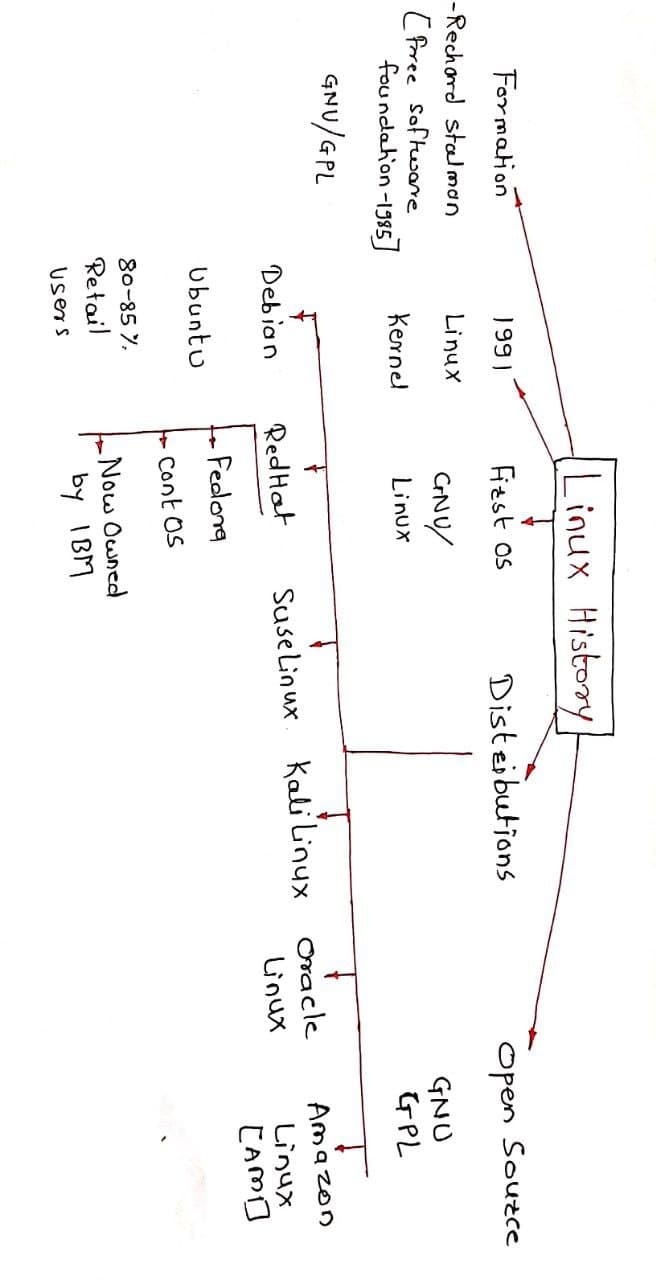 Linux History
Formation
-Rechard stalman
[free software
foundation-1985]
GNU/GPL
1991
Linux
Kernel
First OS
GNU/
Linux
Distributions
Open Source
GNU
GPL
Debian
Ubuntu
80-85%
Retail
users
RedHat
Fedora
Cont OS
Now Owned
by IBM
SuseLinux
Kali Linux
Oracle
Linux
Amazon
Linux
[AMI]